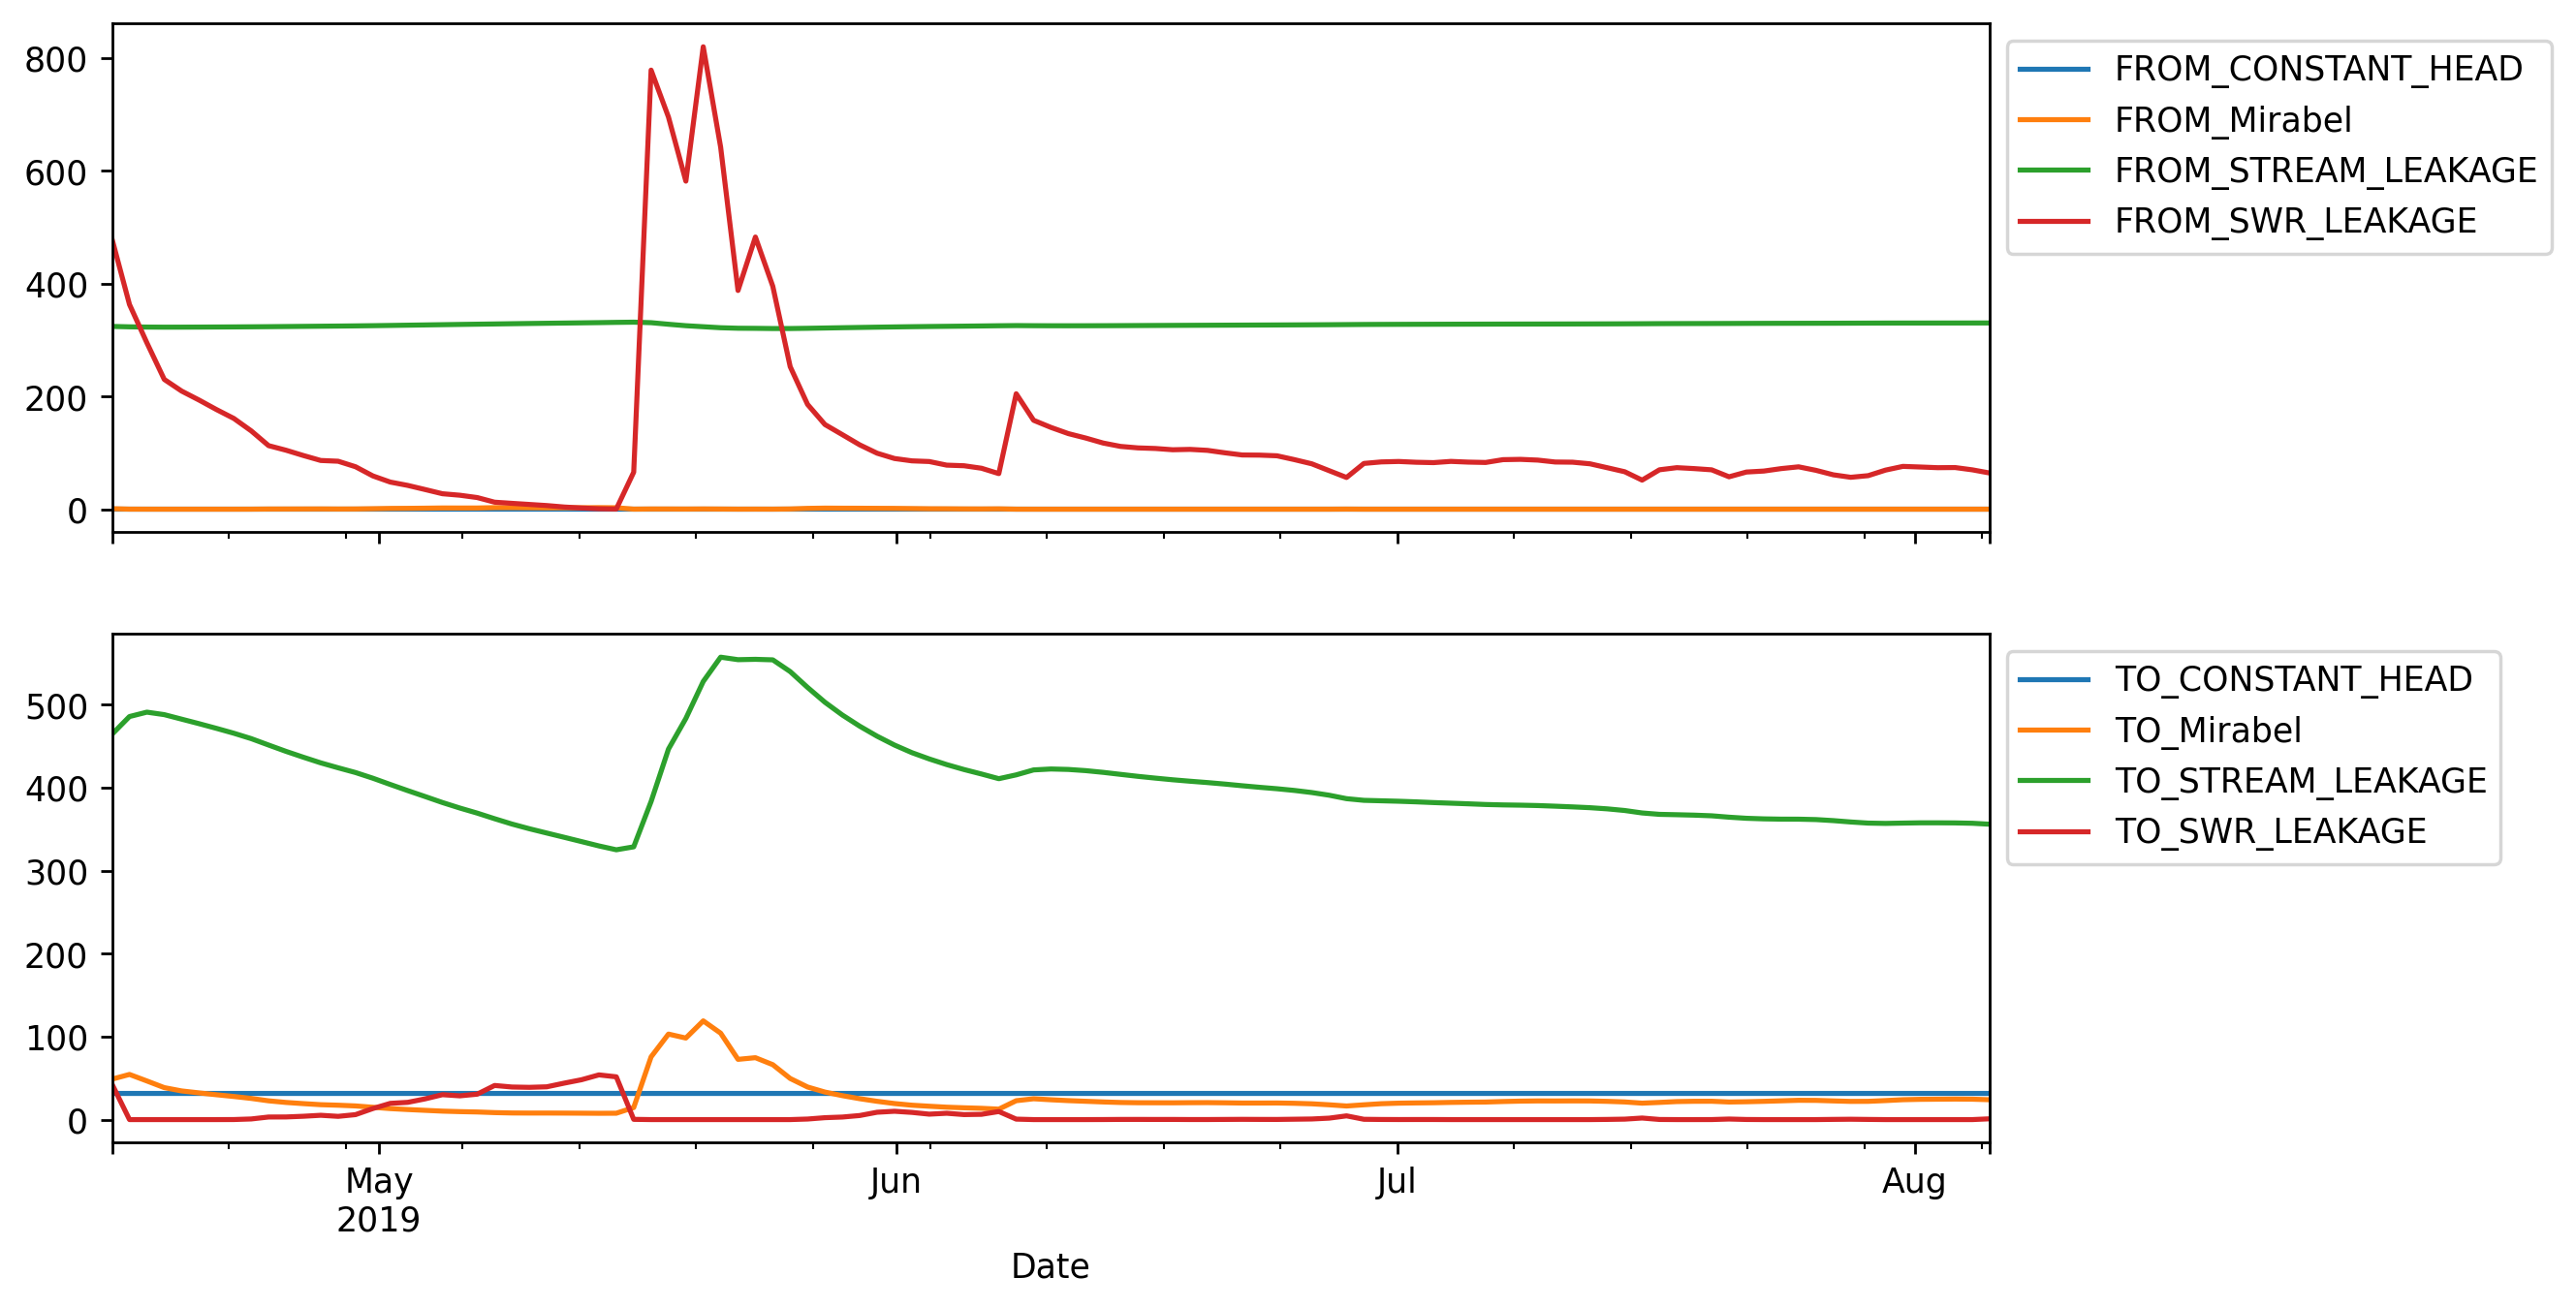 800
600
400
200
0
FROM_CONSTANT_HEAD
FROM_Mirabel
FROM_STREAM_LEAKAGE
FROM_SWR_LEAKAGE
500
400
300
200
100
0
TO_CONSTANT_HEAD
TO_Mirabel
TO_STREAM_LEAKAGE
TO_SWR_LEAKAGE
May Jun Jul Aug
2019
Date